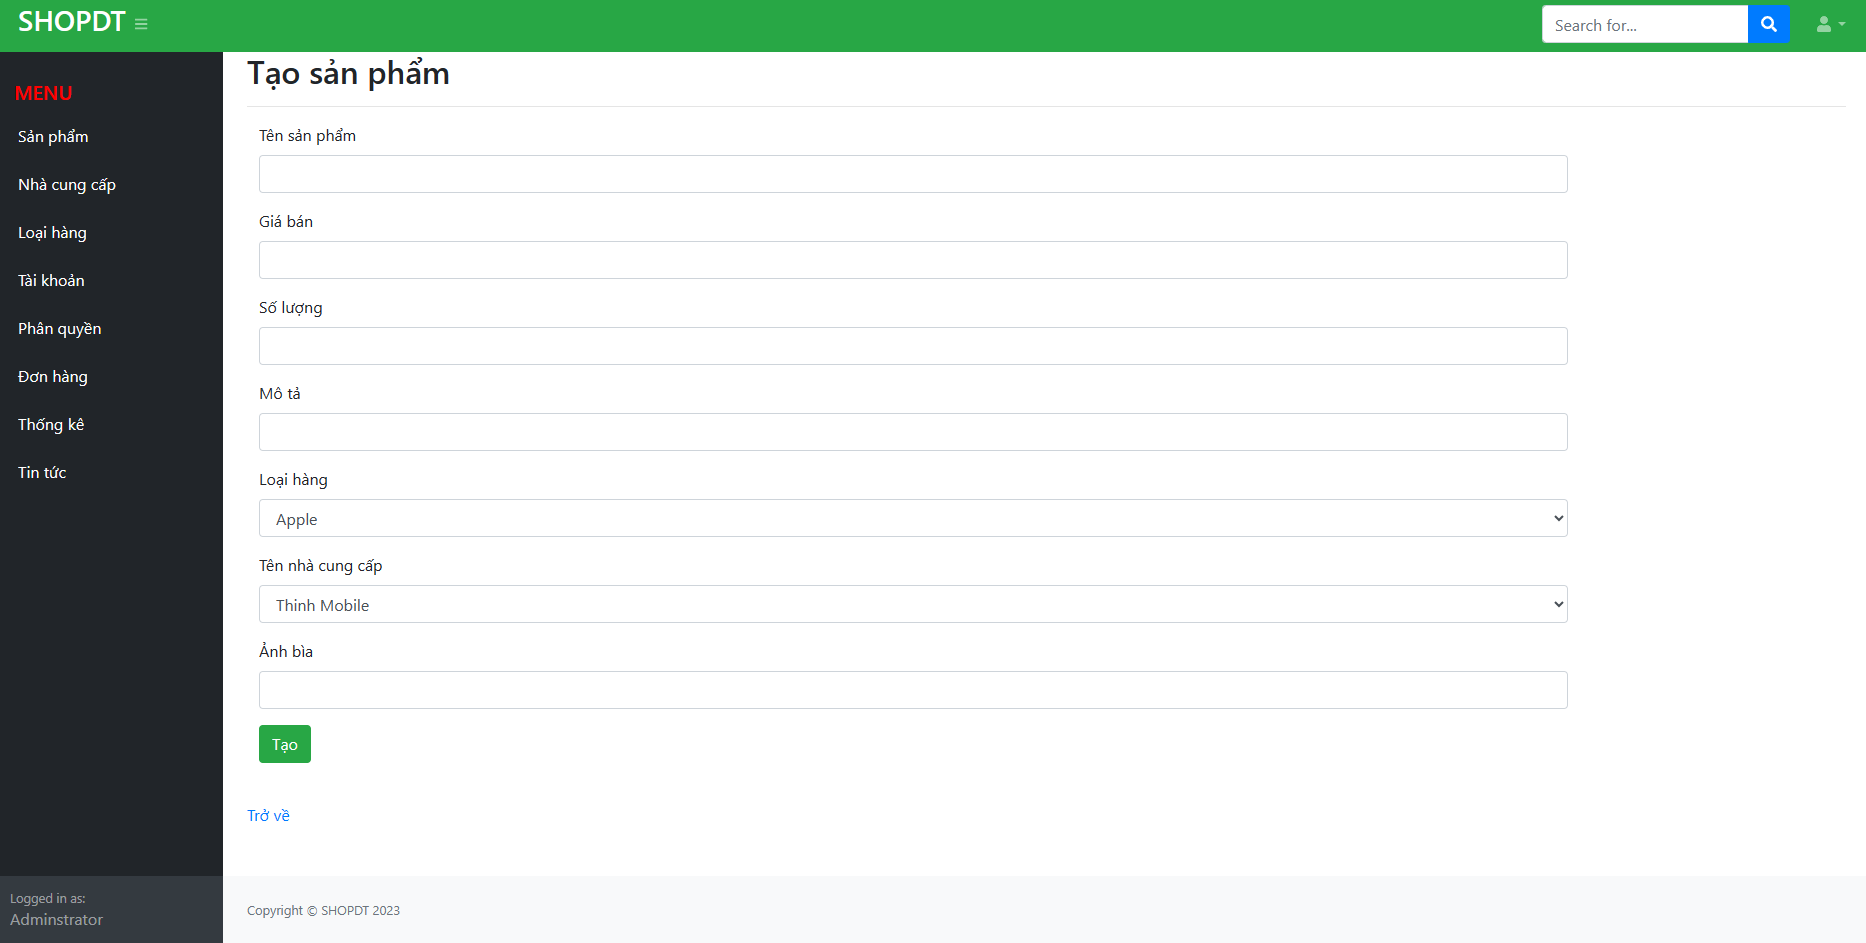 SHOPDT
Search for...
MENU
Sản phẩm
Nhà cung cấp
Loại hàng
Tài khoản
Phân quyền
Đơn hàng
Thống kê
Tin tức
Logged in as:
Adminstrator
Tạo sản phẩm
Tên sản phẩm
Giá bán
Số lượng
Mô tả
Loại hàng
Apple
Tên nhà cung cấp
Thinh Mobile
Ảnh bìa
Tạo
Trở về
Copyright © SHOPDT 2023